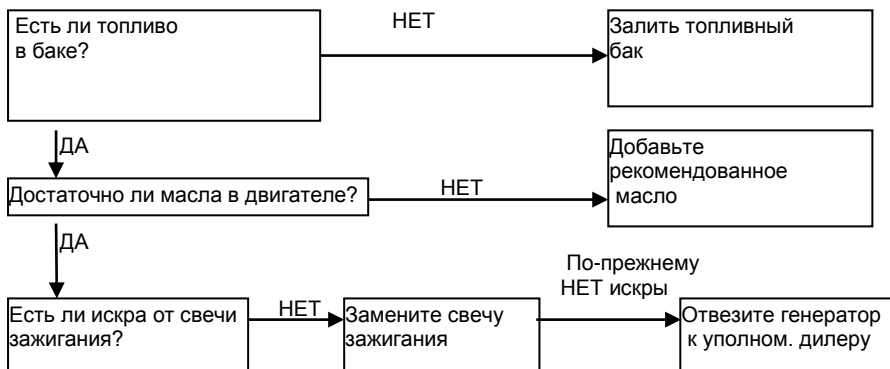 Есть ли топливо
в баке?
НЕТ
Залить топливный
бак
ДА
Достаточно ли масла в двигателе?
НЕТ
Добавьте
рекомендованное
масло
ДА
Есть ли искра от свечи
зажигания?
НЕТ
Замените свечу
зажигания
По-прежнему
НЕТ искры
Отвезите генератор
к уполном. дилеру